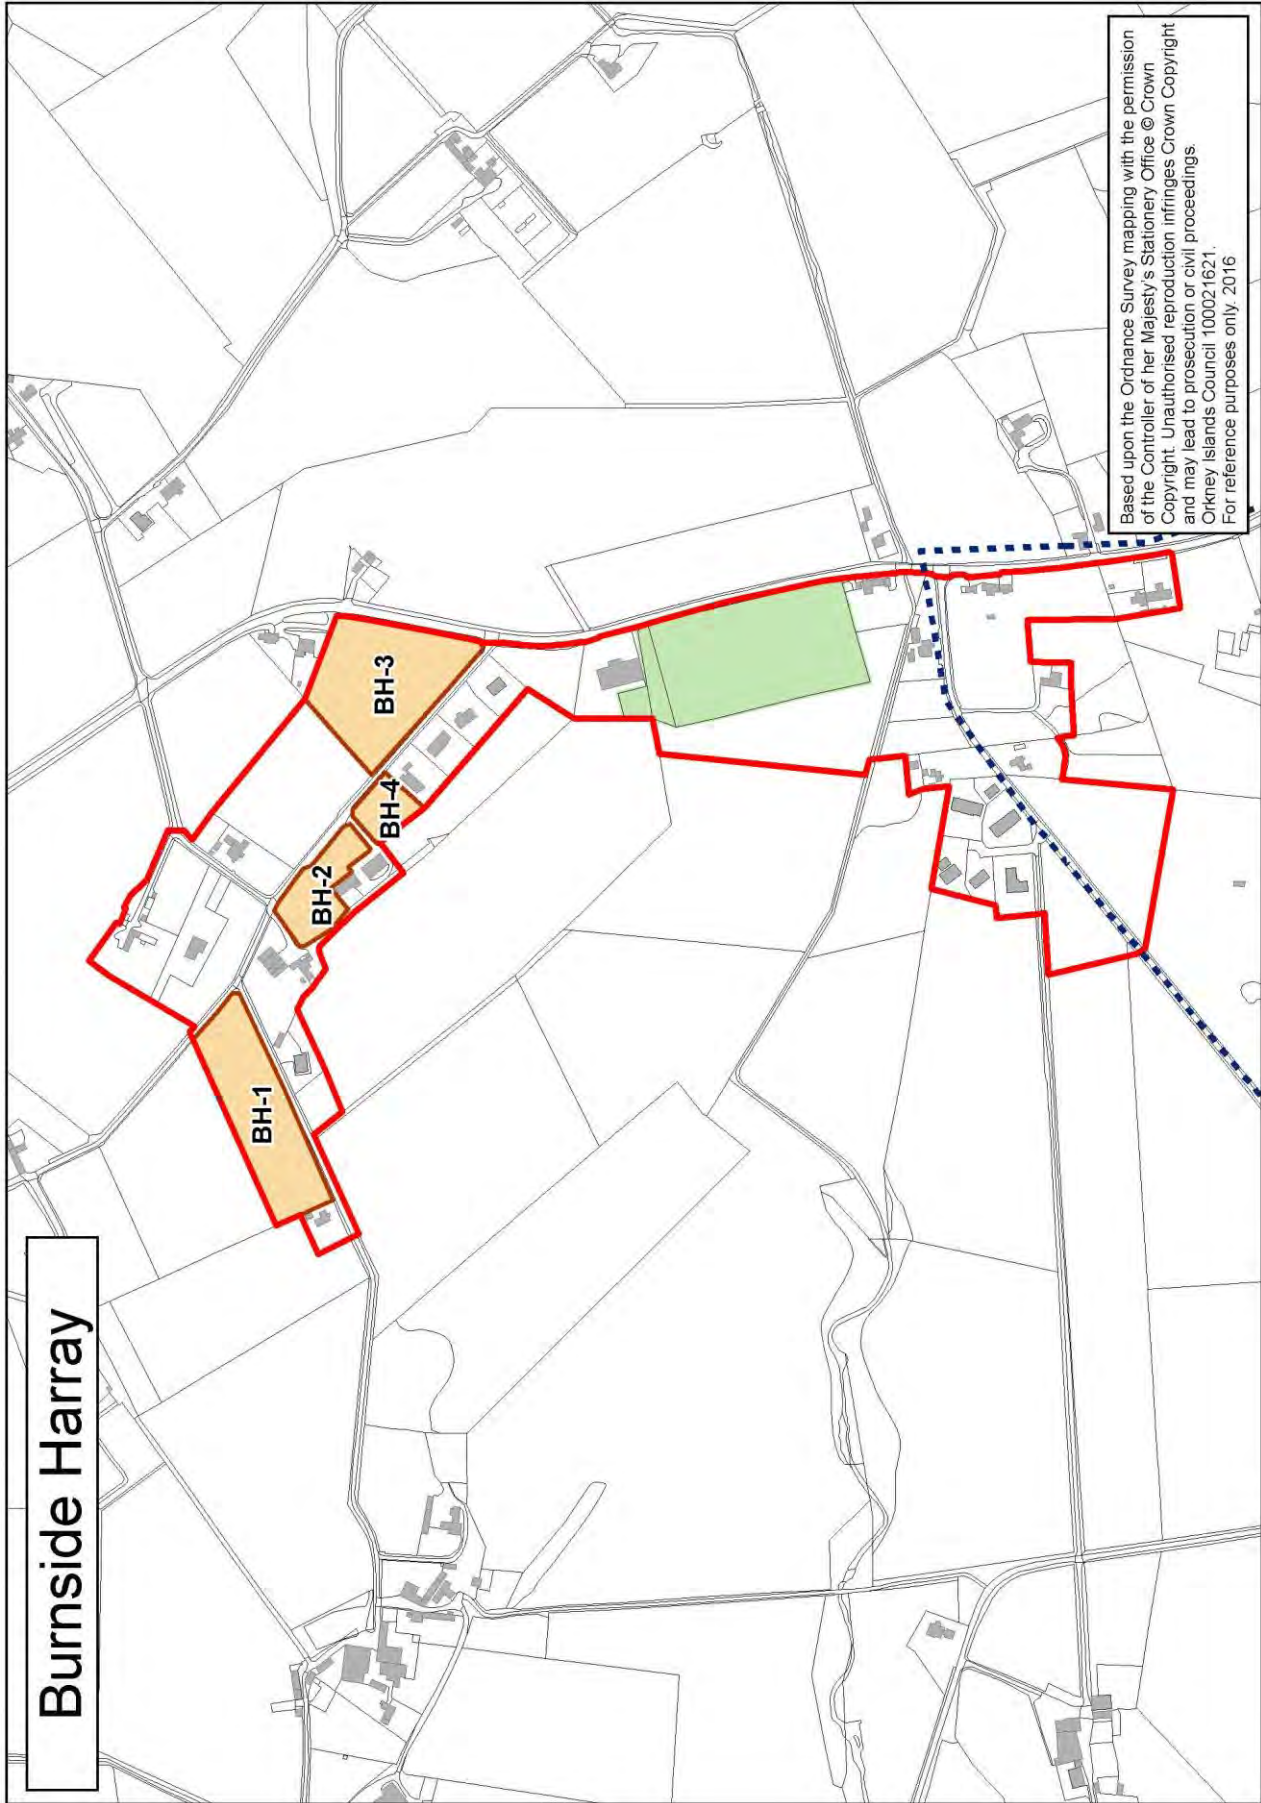 Burnside Harray
BH-1
BH-2
BH-4
BH-3
Based upon the Ordnance Survey mapping with the permission
of the Controller of her Majesty's Stationery Office © Crown
Copyright. Unauthorised reproduction infringes Crown Copyright
and may lead to prosecution or civil proceedings.
Orkney Islands Council 100021621.
For reference purposes only. 2016